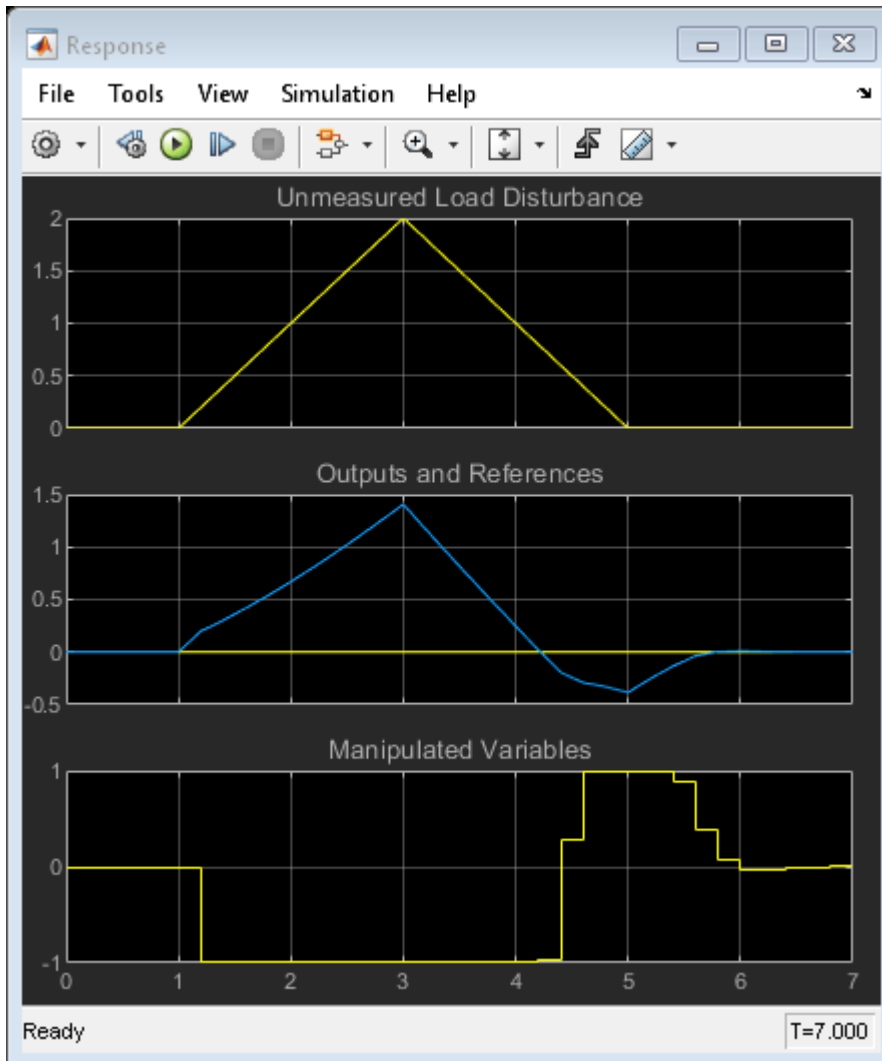 Response
File Tools View Simulation Help
Unmeasured Load Disturbance
2
1.5
1
0.5
0
Outputs and References
1.5
1
0.5
0
-0.5
Manipulated Variables
1
0
-1
0 1 2 3 4 5 6 7
Ready T=7.000